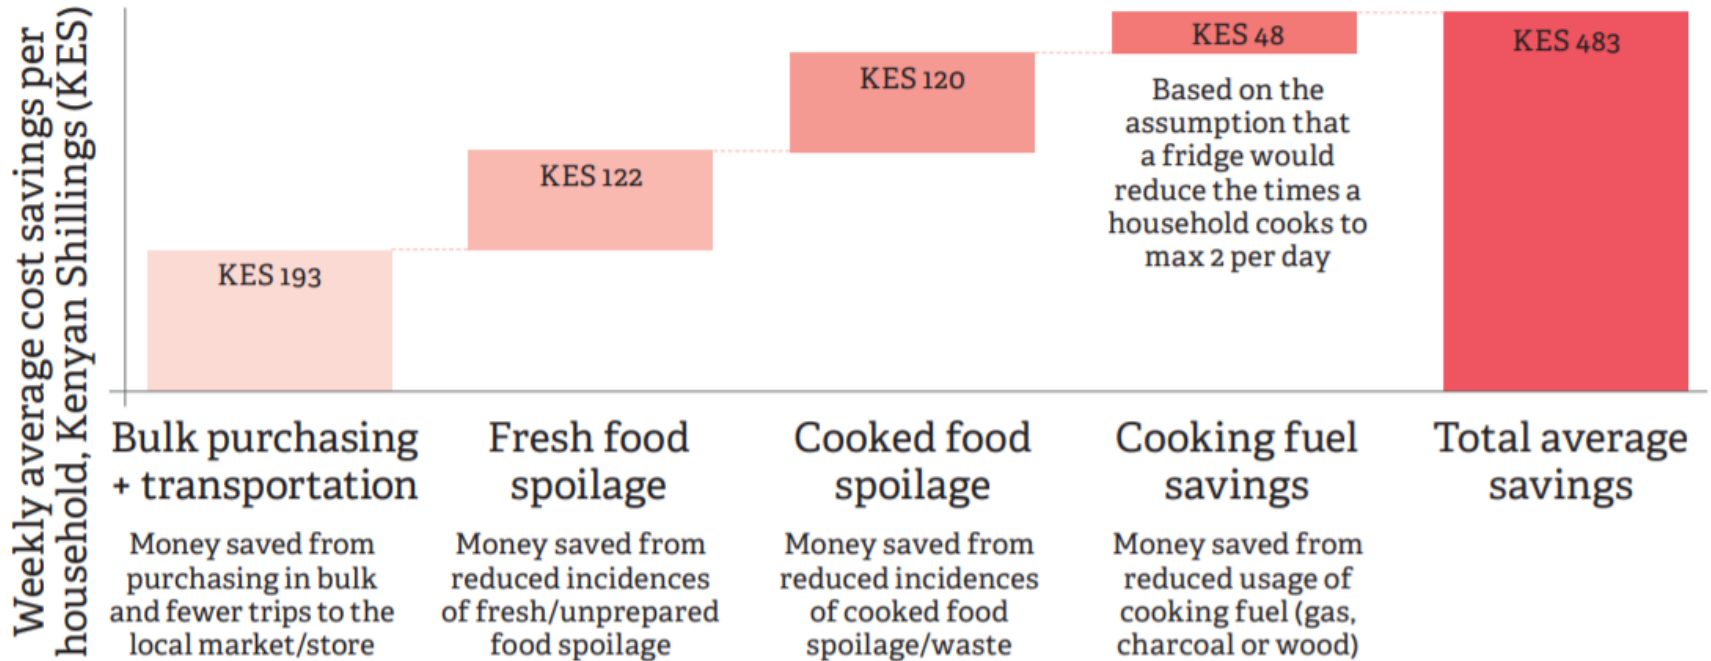 Weekly average cost savings per
household, Kenyan Shillings (KES)
KES 193
KES 122
KES 120
KES 48
Based on the
assumption that
a fridge would
reduce the times a
household cooks to
max 2 per day
KES 483
Bulk purchasing
+ transportation
Money saved from
purchasing in bulk
and fewer trips to the
local market/store
Fresh food
spoilage
Money saved from
reduced incidences
of fresh/unprepared
food spoilage
Cooked food
spoilage
Money saved from
reduced incidences
of cooked food
spoilage/waste
Cooking fuel
savings
Money saved from
reduced usage of
cooking fuel (gas,
charcoal or wood)
Total average
savings